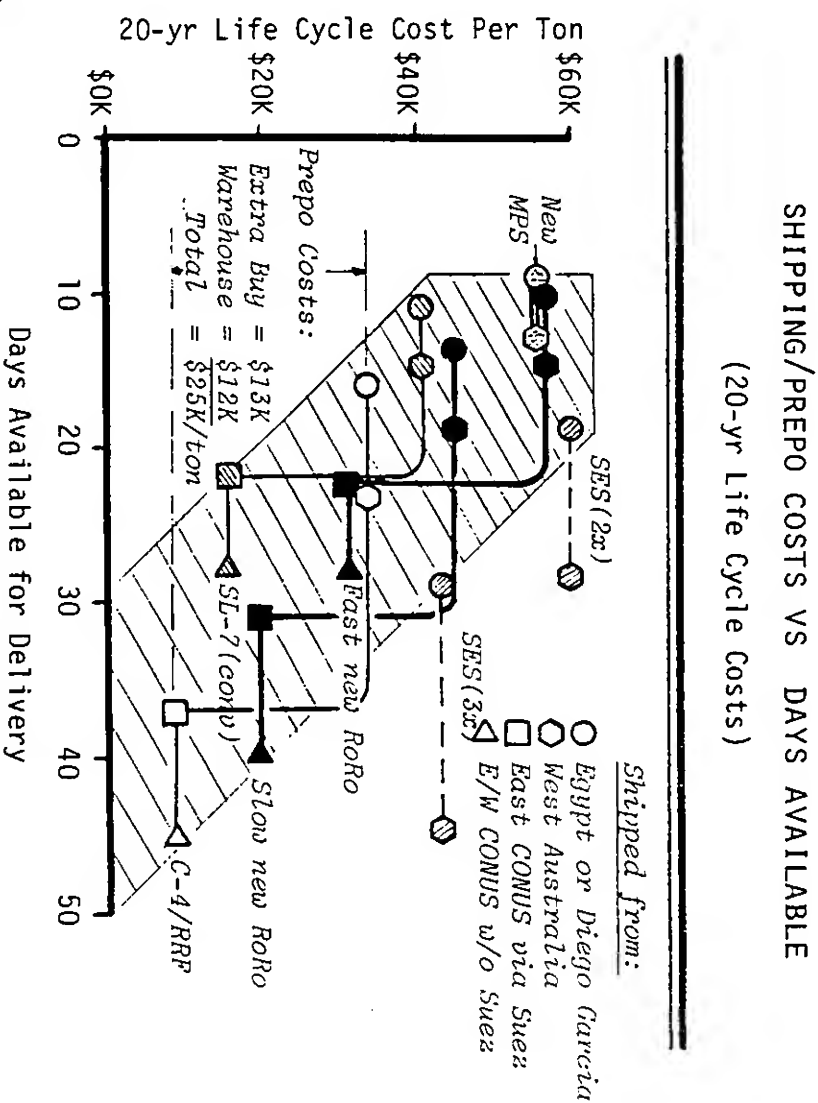 SHIPPING/PREPO COSTS VS DAYS AVAILABLE
(20-yr Life Cycle Costs)
20-yr Life Cycle Cost Per Ton
$60K
$40K
$20K
$0K
0
10
20
30
40
50
Days Available for Delivery
Shipped from:
Egypt or Diego Garcia
West Australia
East CONUS via Suez
E/W CONUS w/o Suez
New
MPS
SES(2x)
SES(3x)
Prepo Costs:
Extra Buy = $13K
Warehouse = $12K
Total = $25K/ton
Fast new RoRo
SL-7(conv)
Slow new RoRo
C-4/RRF